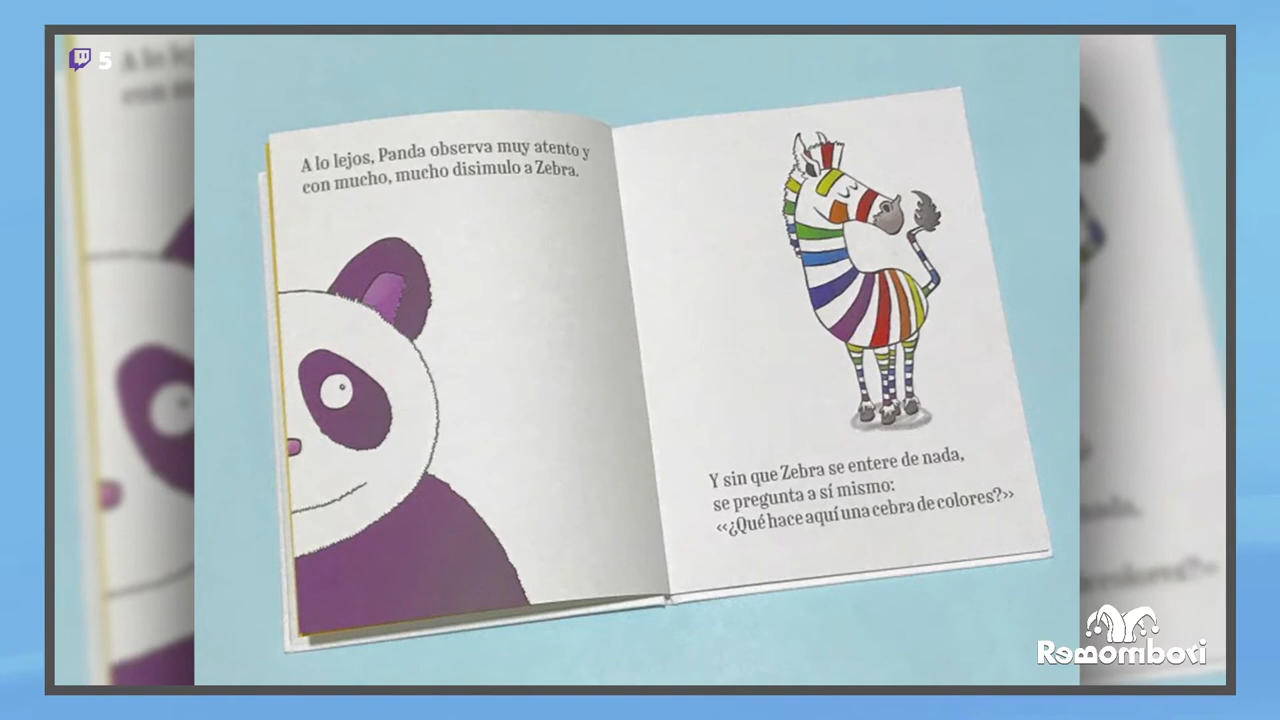 5
A lo lejos, Panda observa muy atento y
con mucho, mucho disimulo a Zebra.
Y sin que Zebra se entere de nada,
se pregunta a sí mismo:
‹‹¿Qué hace aquí una cebra de colores?››
Remombori